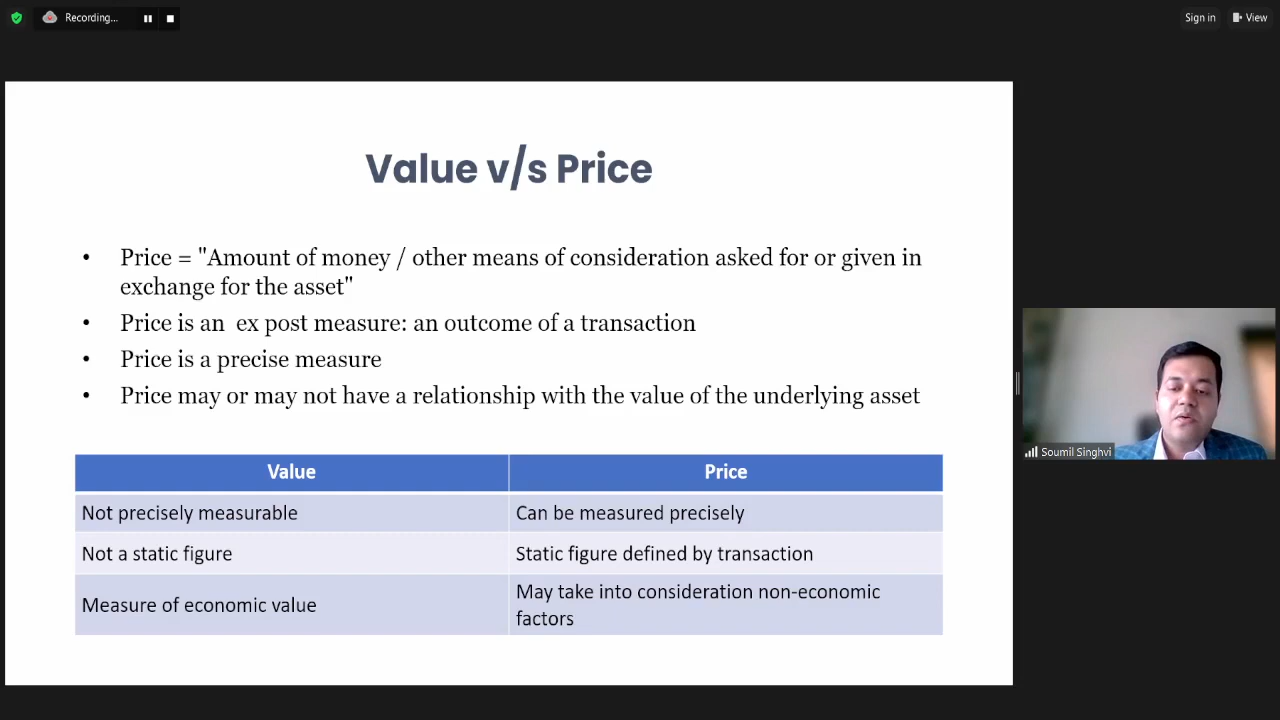 Recording...
Sign in
View
Value v/s Price
• Price = "Amount of money / other means of consideration asked for or given in
exchange for the asset"
• Price is an  ex post measure: an outcome of a transaction
• Price is a precise measure
• Price may or may not have a relationship with the value of the underlying asset
Value Price
Not precisely measurable Can be measured precisely
Not a static figure Static figure defined by transaction
Measure of economic value May take into consideration non-economic
factors
Soumil Singhvi